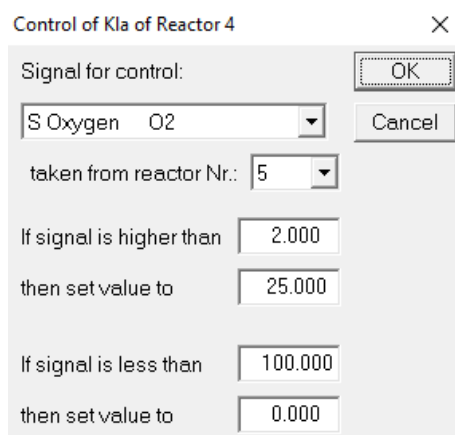 Control of Kla of Reactor 4
Signal for control:
OK
S Oxygen O2
Cancel
taken from reactor Nr.: 5
If signal is higher than 2.000
then set value to 25.000
If signal is less than 100.000
then set value to 0.000